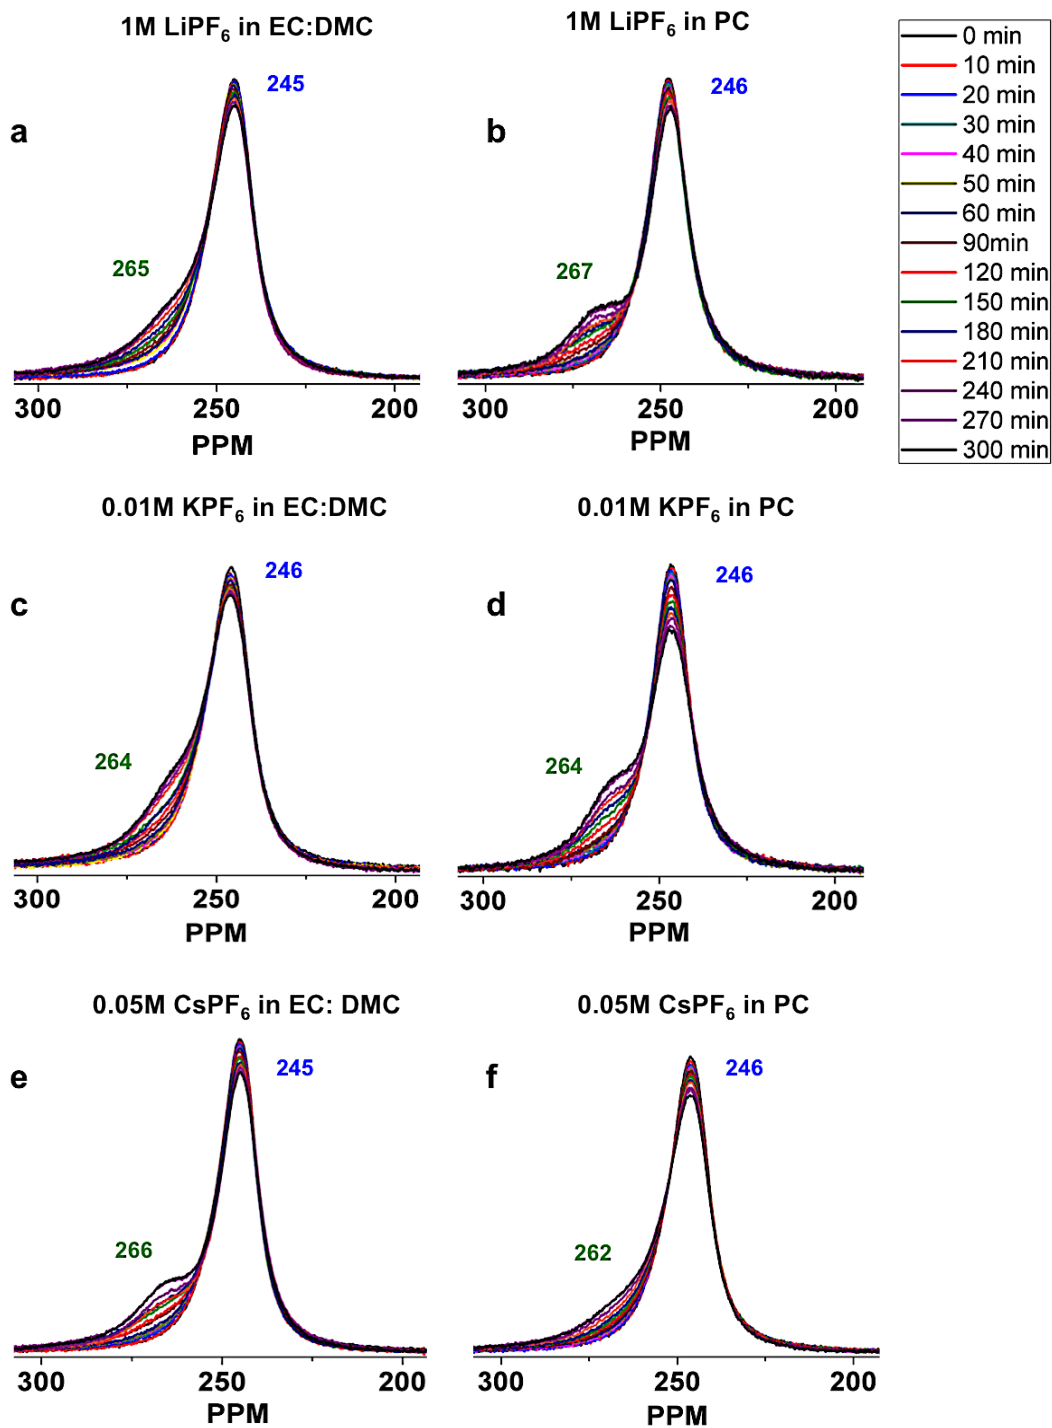 1M LiPF6 in EC:DMC
1M LiPF6 in PC
0 min
10 min
20 min
30 min
40 min
50 min
60 min
90min
120 min
150 min
180 min
210 min
240 min
270 min
300 min
a
245
265
300 250 200
PPM
b
246
267
300 250 200
PPM
0.01M KPF6 in EC:DMC
0.01M KPF6 in PC
c
246
264
300 250 200
PPM
d
246
264
300 250 200
PPM
0.05M CsPF6 in EC: DMC
0.05M CsPF6 in PC
e
245
266
300 250 200
PPM
f
246
262
300 250 200
PPM